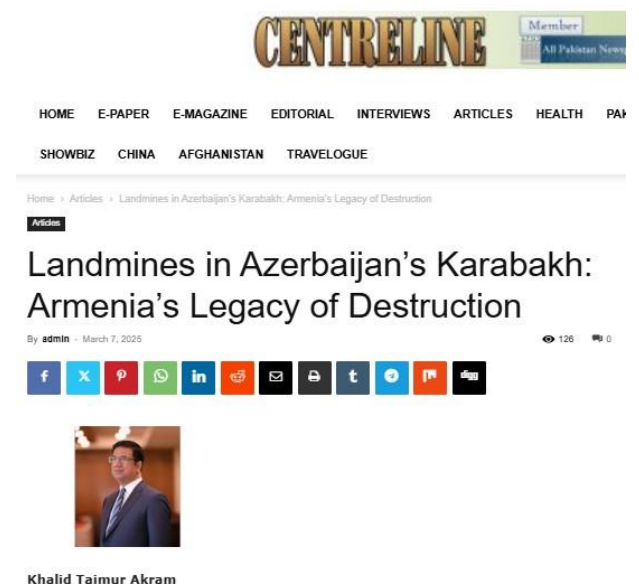 CENTRELINE
Member
All Pakistan
HOME E-PAPER E-MAGAZINE EDITORIAL INTERVIEWS ARTICLES HEALTH
SHOWBIZ CHINA AFGHANISTAN TRAVELOGUE
Home › Articles › Landmines in Azerbaijan's Karabakh: Armenia's Legacy of Destruction
Articles
Landmines in Azerbaijan's Karabakh:
Armenia's Legacy of Destruction
By admin - March 7, 2025 126 0
digg
Khalid Taimur Akram